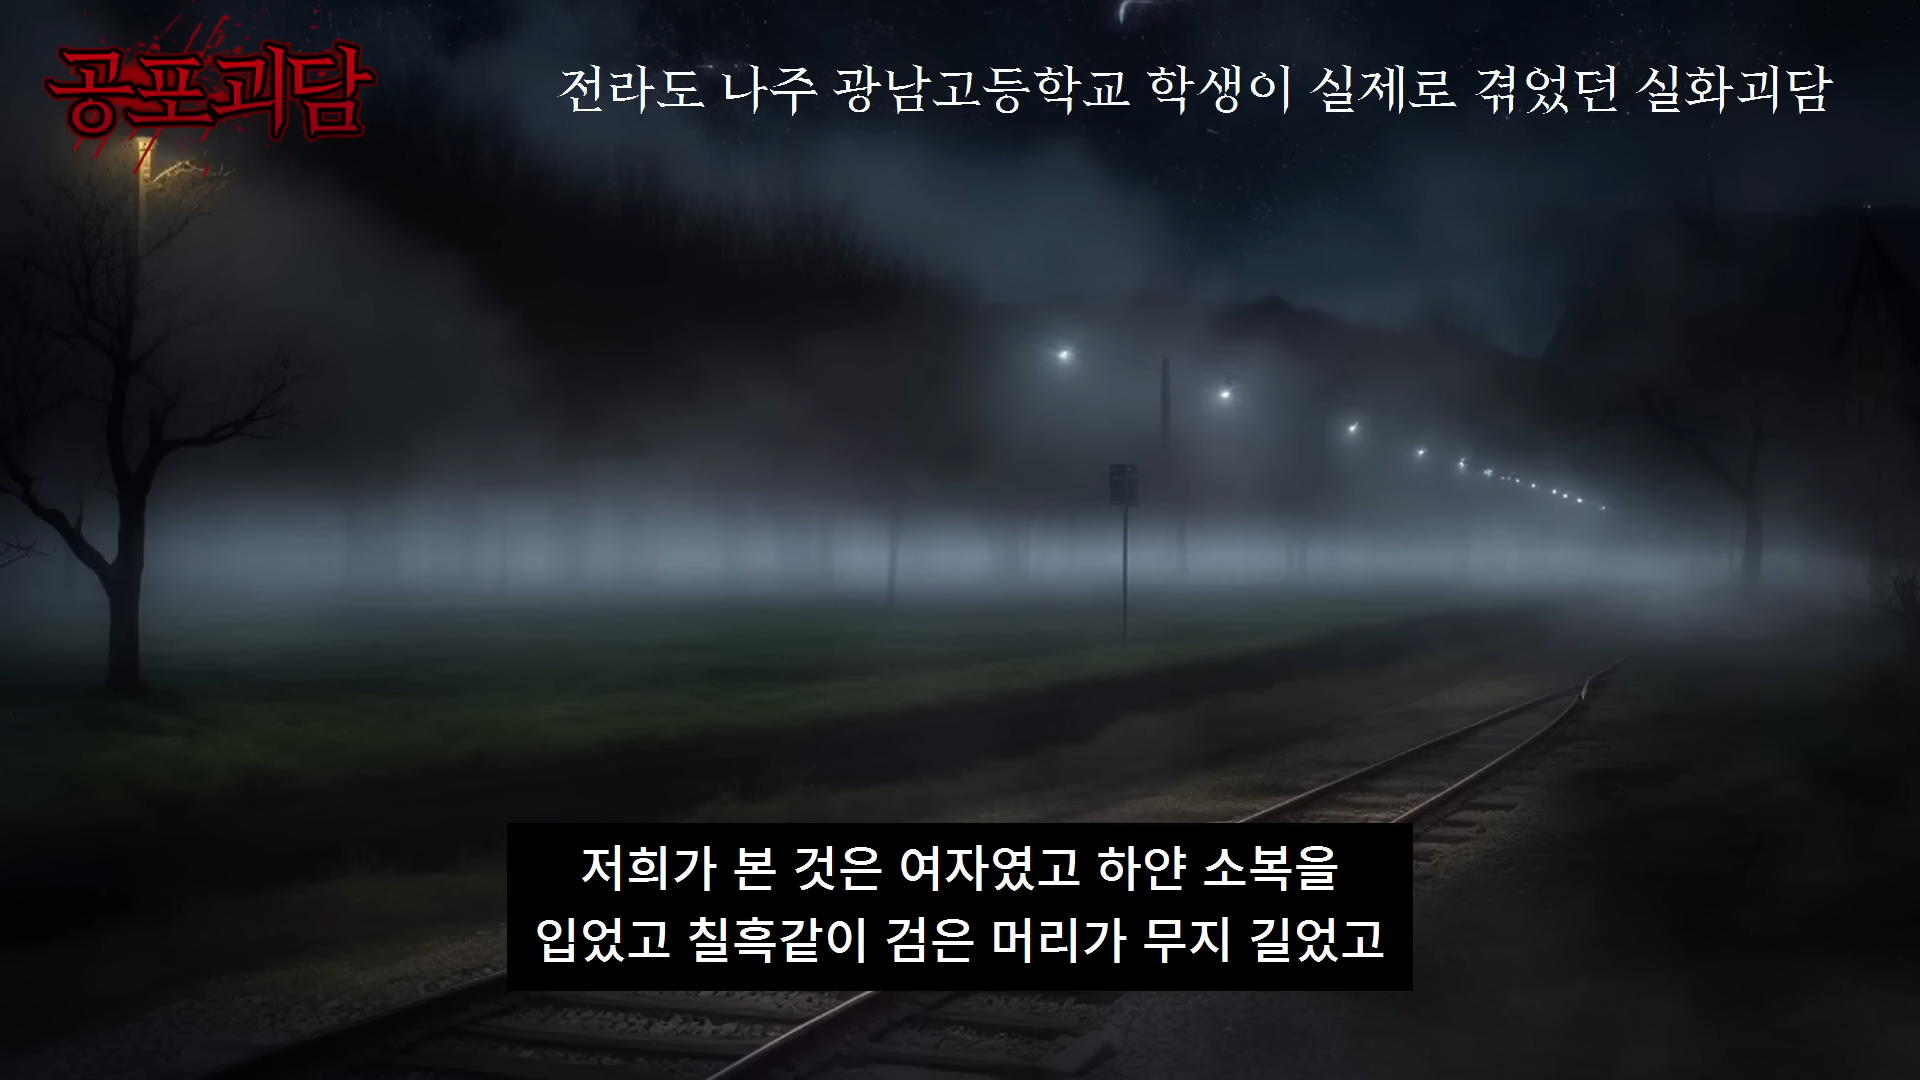 공포괴담
전라도 나주 광남고등학교 학생이 실제로 겪었던 실화괴담
저희가 본 것은 여자였고 하얀 소복을
입었고 칠흑같이 검은 머리가 무지 길었고